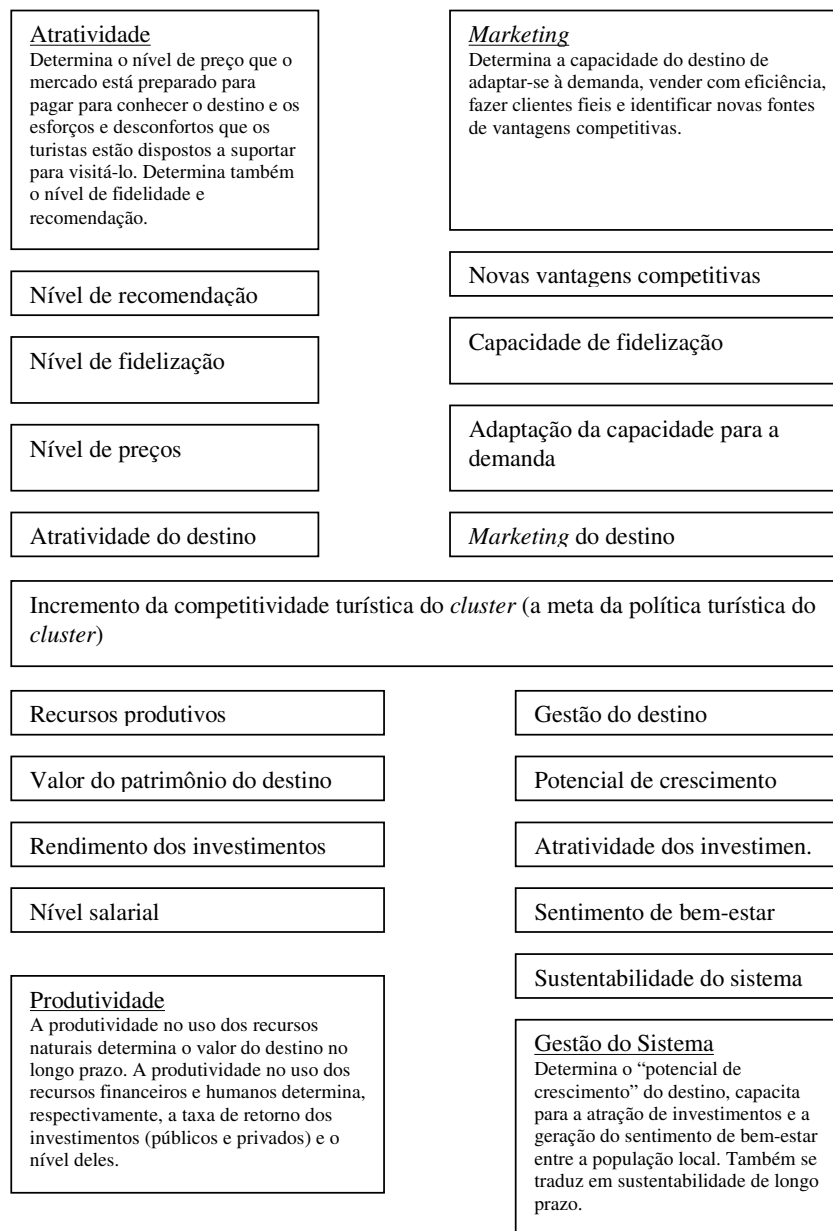 Atratividade
Determina o nível de preço que o
mercado está preparado para
pagar para conhecer o destino e os
esforços e desconfortos que os
turistas estão dispostos a suportar
para visitá-lo. Determina também
o nível de fidelidade e
recomendação.
Nível de recomendação
Nível de fidelização
Nível de preços
Atratividade do destino
Marketing
Determina a capacidade do destino de
adaptar-se à demanda, vender com eficiência,
fazer clientes fieis e identificar novas fontes
de vantagens competitivas.
Novas vantagens competitivas
Capacidade de fidelização
Adaptação da capacidade para a
demanda
Marketing do destino
Incremento da competitividade turística do cluster (a meta da política turística do
cluster)
Recursos produtivos
Valor do patrimônio do destino
Rendimento dos investimentos
Nível salarial
Produtividade
A produtividade no uso dos recursos
naturais determina o valor do destino no
longo prazo. A produtividade no uso dos
recursos financeiros e humanos determina,
respectivamente, a taxa de retorno dos
investimentos (públicos e privados) e o
nível deles.
Gestão do destino
Potencial de crescimento
Atratividade dos investimen.
Sentimento de bem-estar
Sustentabilidade do sistema
Gestão do Sistema
Determina o “potencial de
crescimento” do destino, capacita
para a atração de investimentos e a
geração do sentimento de bem-estar
entre a população local. Também se
traduz em sustentabilidade de longo
prazo.